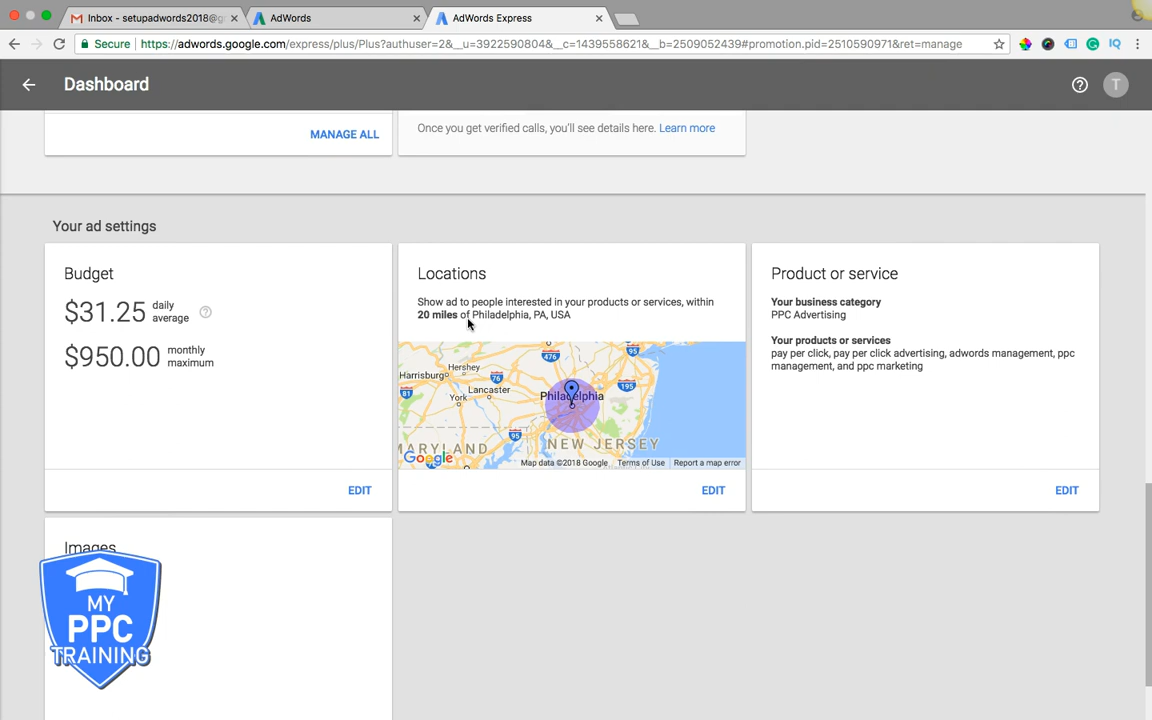 Inbox - setupadwords2018@g
AdWords
AdWords Express
Secure
https://adwords.google.com/express/plus/Plus?authuser=2&__u=3922590804&__c=1439558621&__b=2509052439#promotion.pid=2510590971&ret=manage
Dashboard
T
MANAGE ALL
Once you get verified calls, you'll see details here. Learn more
Your ad settings
Budget
$31.25 daily average
$950.00 monthly maximum
EDIT
Locations
Show ad to people interested in your products or services, within
20 miles of Philadelphia, PA, USA
Harrisburg
Hershey
Lancaster
York
Philadelphia
MARYLAND
NEW JERSEY
476
95
76
195
81
95
Google
Map data ©2018 Google
Terms of Use
Report a map error
EDIT
Product or service
Your business category
PPC Advertising
Your products or services
pay per click, pay per click advertising, adwords management, ppc
management, and ppc marketing
EDIT
Images
MY
PPC
TRAINING